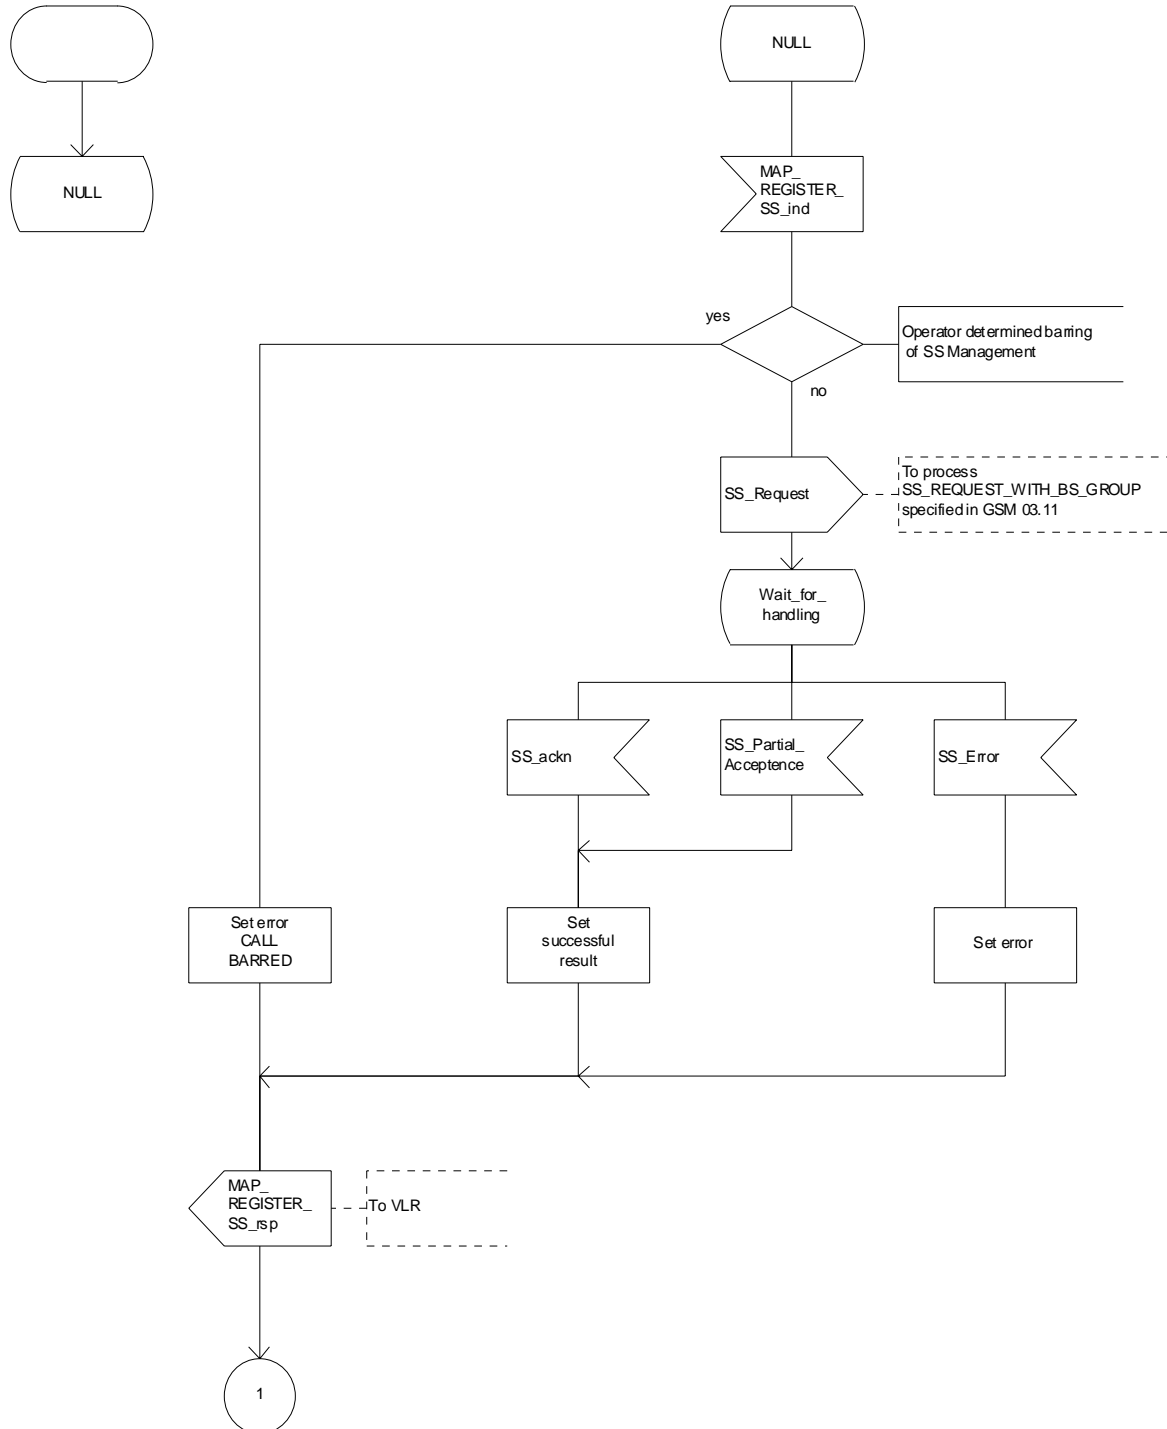 NULL
NULL
MAP_
REGISTER_
SS_ind
yes
Operator determined barring
of SS Management
no
SS_Request
To process
SS_REQUEST_WITH_BS_GROUP
specified in GSM 03.11
Wait_for_
handling
SS_ackn
SS_Partial_
Acceptence
SS_Error
Set error
CALL
BARRED
Set
successful
result
Set error
MAP_
REGISTER_
SS_rsp
To VLR
1